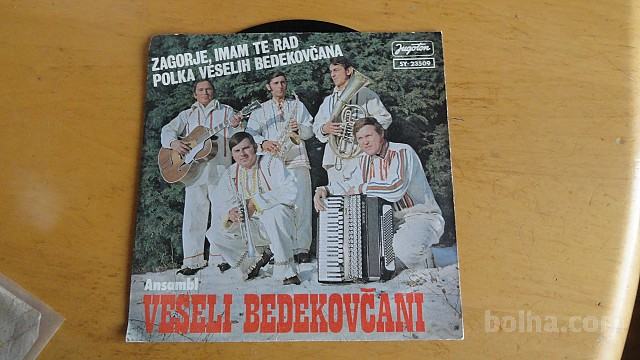 ZAGORJE, IMAM TE RAD
POLKA VESELIH BEDEKOVČANA
Jugoton
SY-23509
Ansambl
VESELI BEDEKOVČANI
bolha.com